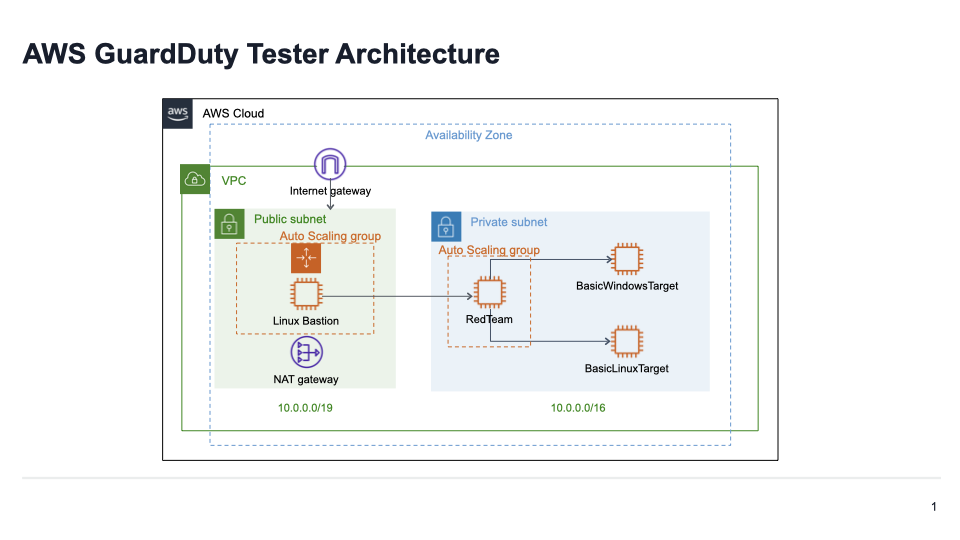 AWS GuardDuty Tester Architecture
aws
AWS Cloud
Availability Zone
VPC
Internet gateway
Public subnet
Private subnet
Auto Scaling group
Auto Scaling group
BasicWindowsTarget
Linux Bastion
RedTeam
BasicLinuxTarget
NAT gateway
10.0.0.0/19
10.0.0.0/16
1